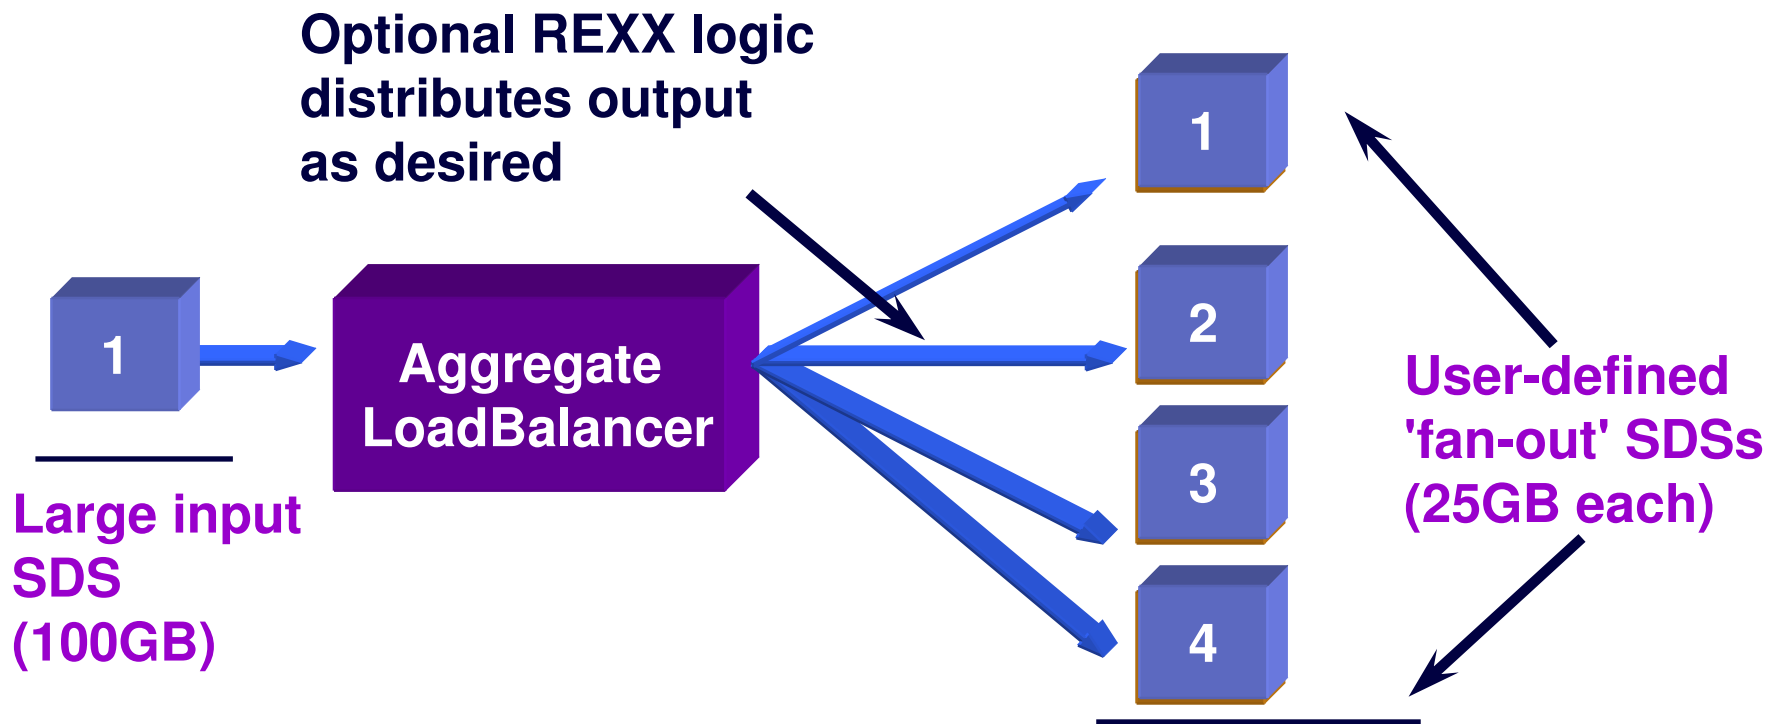 Optional REXX logic
distributes output
as desired
1
Large input
SDS
(100GB)
Aggregate
LoadBalancer
1
2
3
4
User-defined
'fan-out' SDSs
(25GB each)